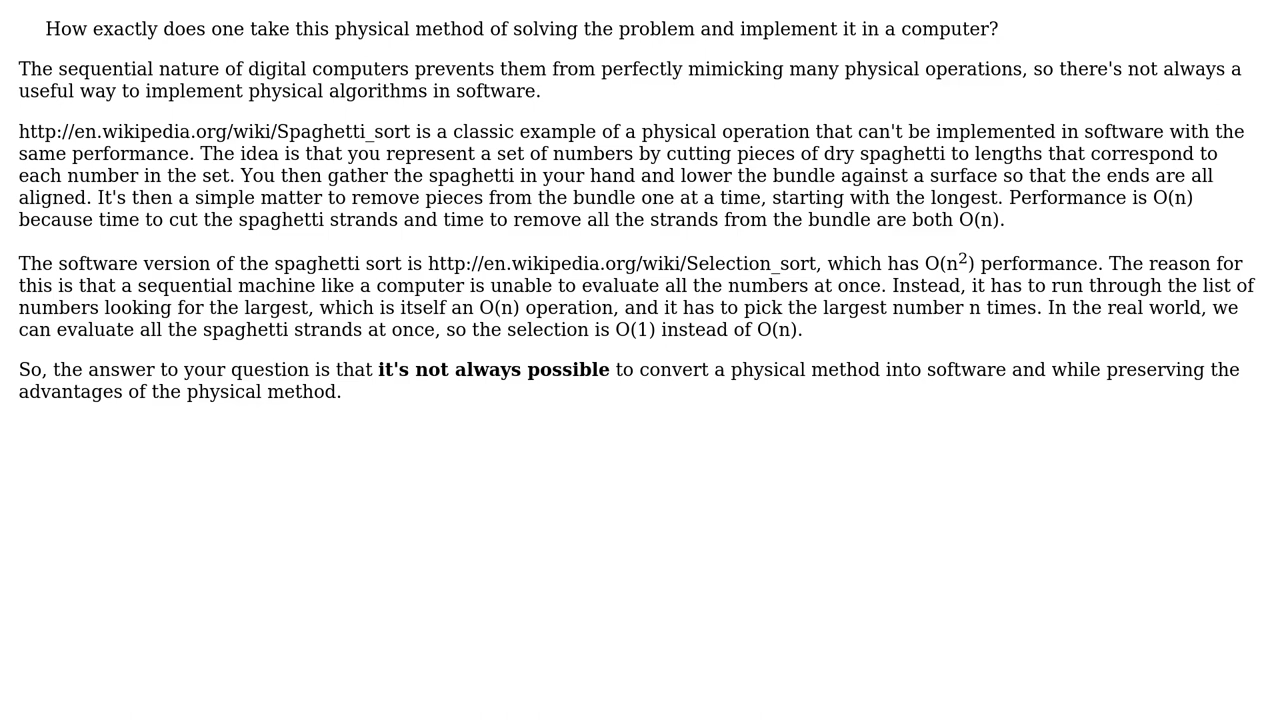 How exactly does one take this physical method of solving the problem and implement it in a computer?
The sequential nature of digital computers prevents them from perfectly mimicking many physical operations, so there's not always a
useful way to implement physical algorithms in software.
http://en.wikipedia.org/wiki/Spaghetti_sort is a classic example of a physical operation that can't be implemented in software with the
same performance. The idea is that you represent a set of numbers by cutting pieces of dry spaghetti to lengths that correspond to
each number in the set. You then gather the spaghetti in your hand and lower the bundle against a surface so that the ends are all
aligned. It's then a simple matter to remove pieces from the bundle one at a time, starting with the longest. Performance is O(n)
because time to cut the spaghetti strands and time to remove all the strands from the bundle are both O(n).
The software version of the spaghetti sort is http://en.wikipedia.org/wiki/Selection_sort, which has O(n²) performance. The reason for
this is that a sequential machine like a computer is unable to evaluate all the numbers at once. Instead, it has to run through the list of
numbers looking for the largest, which is itself an O(n) operation, and it has to pick the largest number n times. In the real world, we
can evaluate all the spaghetti strands at once, so the selection is O(1) instead of O(n).
So, the answer to your question is that it's not always possible to convert a physical method into software and while preserving the
advantages of the physical method.